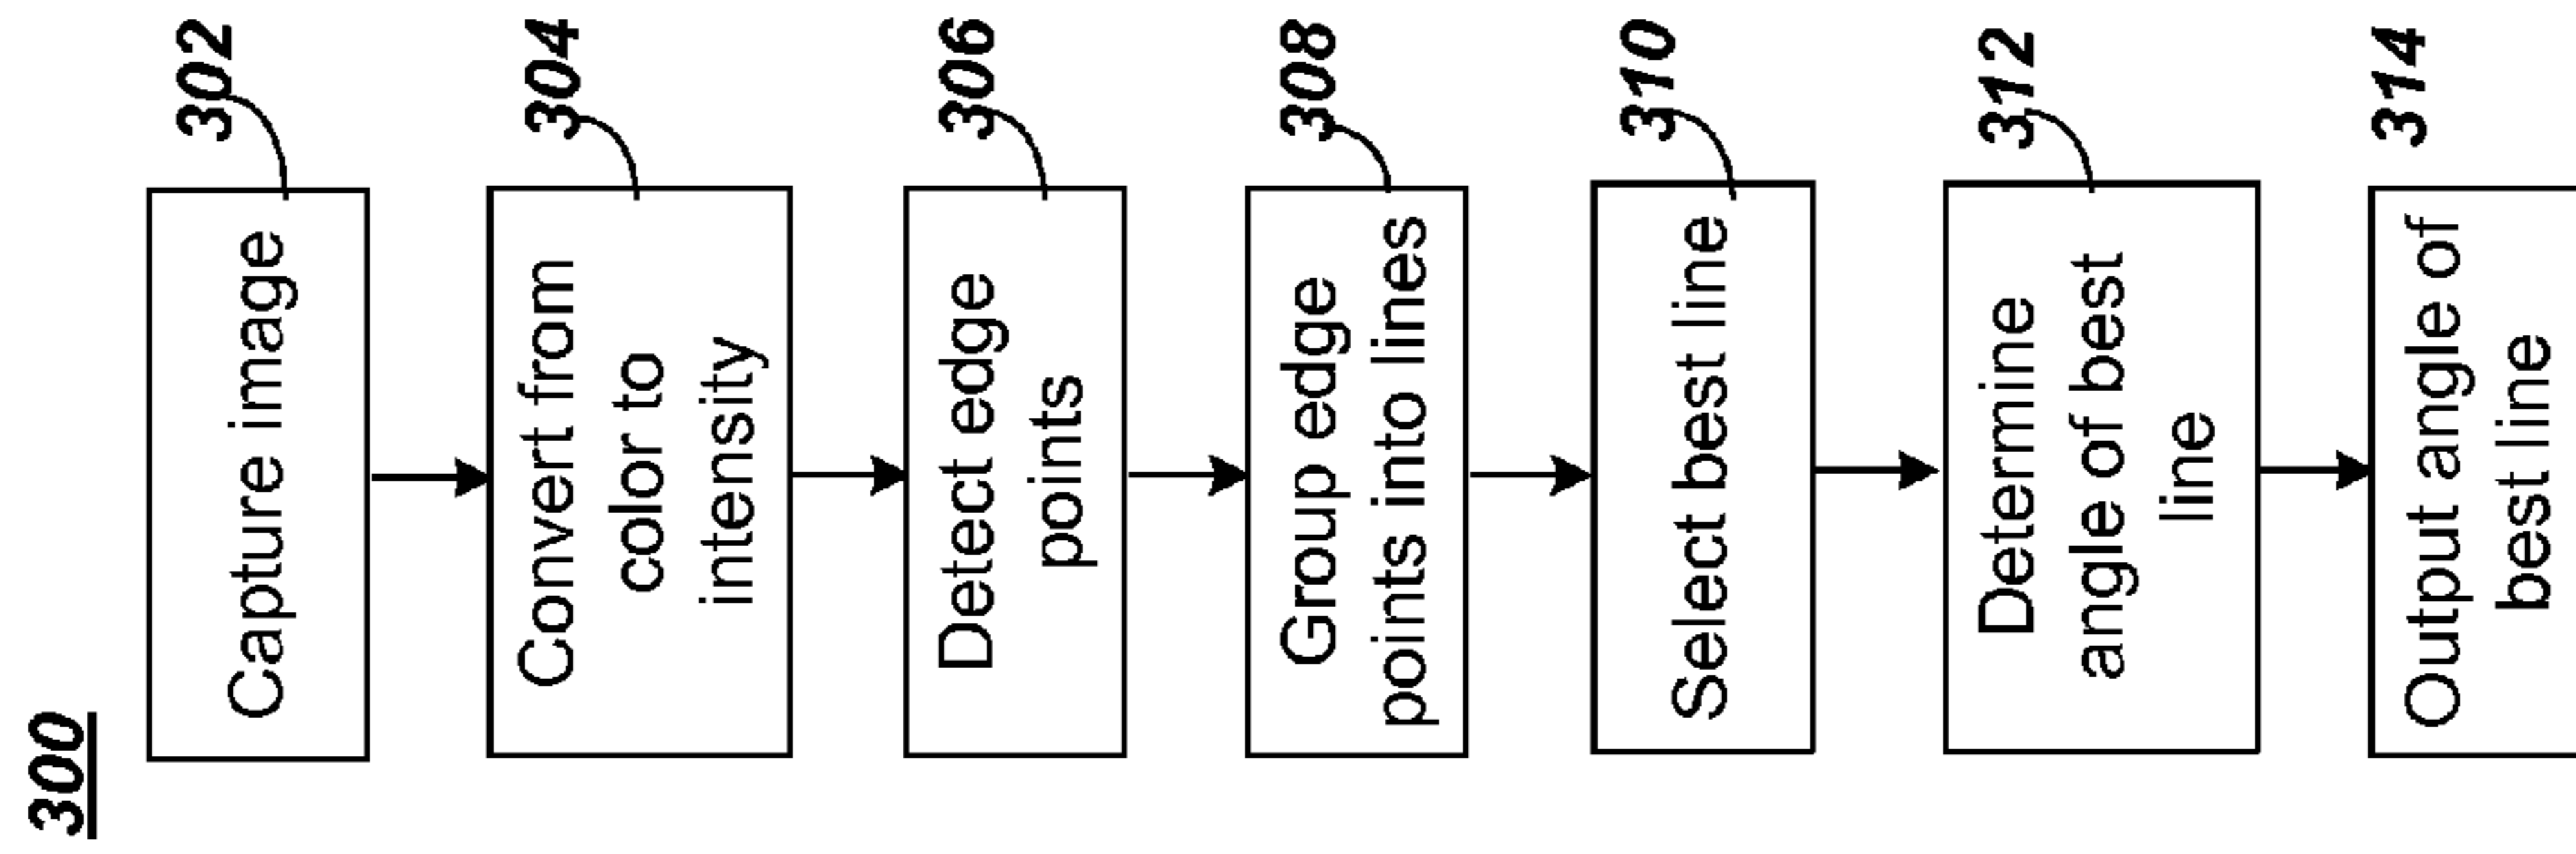 300
302
Capture image
304
Convert from
color to
intensity
306
Detect edge
points
308
Group edge
points into lines
310
Select best line
312
Determine
angle of best
line
314
Output angle of
best line